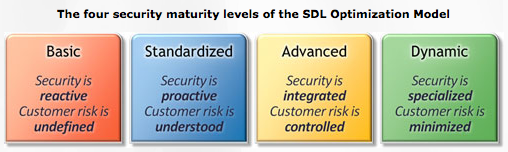 The four security maturity levels of the SDL Optimization Model
Basic
Security is
reactive
Customer risk is
undefined
Standardized
Security is
proactive
Customer risk is
understood
Advanced
Security is
integrated
Customer risk is
controlled
Dynamic
Security is
specialized
Customer risk is
minimized